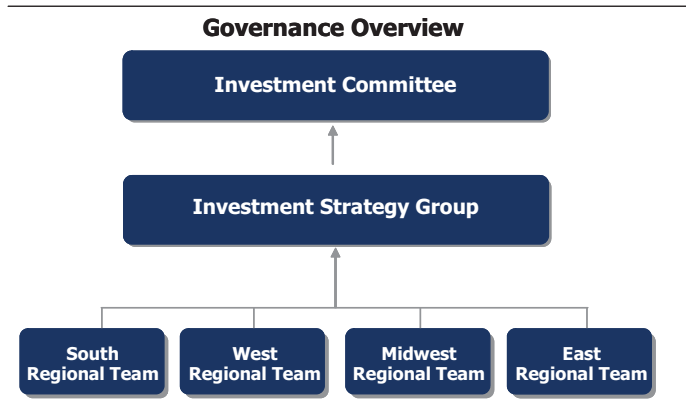 Governance Overview
Investment Committee
Investment Strategy Group
South
Regional Team
West
Regional Team
Midwest
Regional Team
East
Regional Team